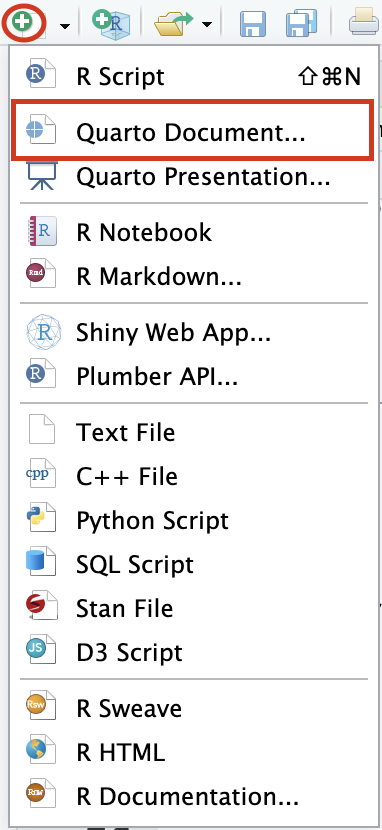 R Script ⇧⌘N
Quarto Document...
Quarto Presentation...
R Notebook
R Markdown...
Shiny Web App...
Plumber API...
Text File
C++ File
Python Script
SQL Script
Stan File
D3 Script
R Sweave
R HTML
R Documentation...